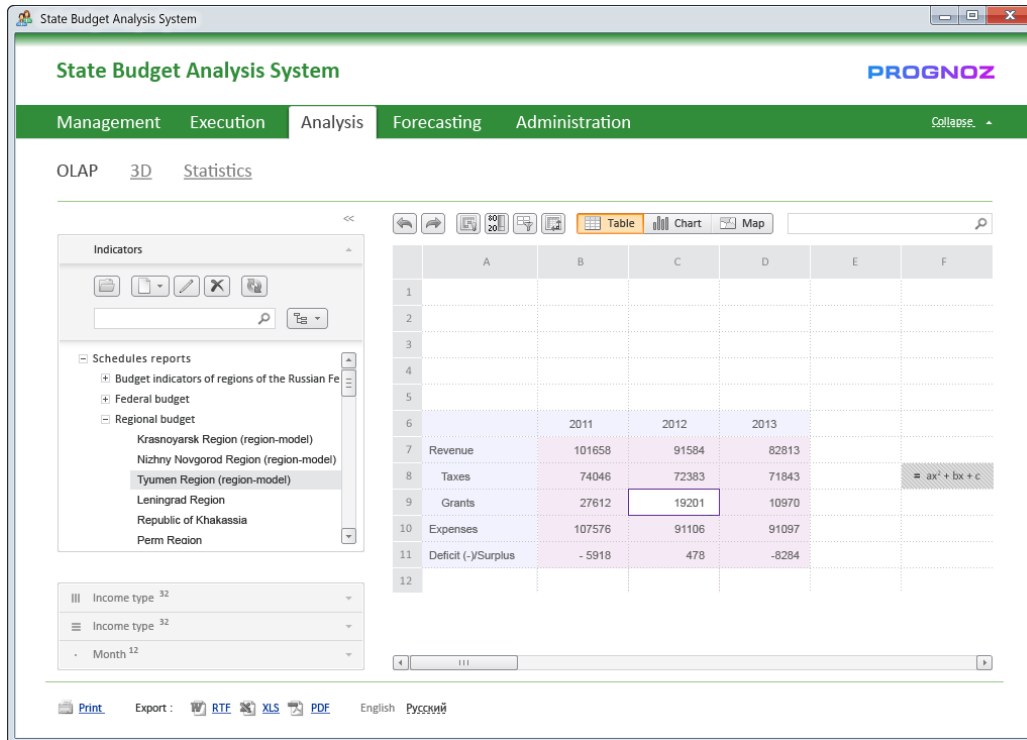 State Budget Analysis System
State Budget Analysis System
PROGNOZ
Management Execution Analysis Forecasting Administration Collapse
OLAP 3D Statistics
<<
80
20
Table Chart Map
Indicators
A B C D E F
1
2
3
4
5
Schedules reports
Budget indicators of regions of the Russian Fe
Federal budget
Regional budget
Krasnoyarsk Region (region-model)
Nizhny Novgorod Region (region-model)
Tyumen Region (region-model)
Leningrad Region
Republic of Khakassia
Perm Region
6 2011 2012 2013
7 Revenue 101658 91584 82813
8 Taxes 74046 72383 71843 = ax² + bx + c
9 Grants 27612 19201 10970
10 Expenses 107576 91106 91097
11 Deficit (-)/Surplus - 5918 478 -8284
12
Income type 32
Income type 32
Month 12
Print Export : RTF XLS PDF English Русский